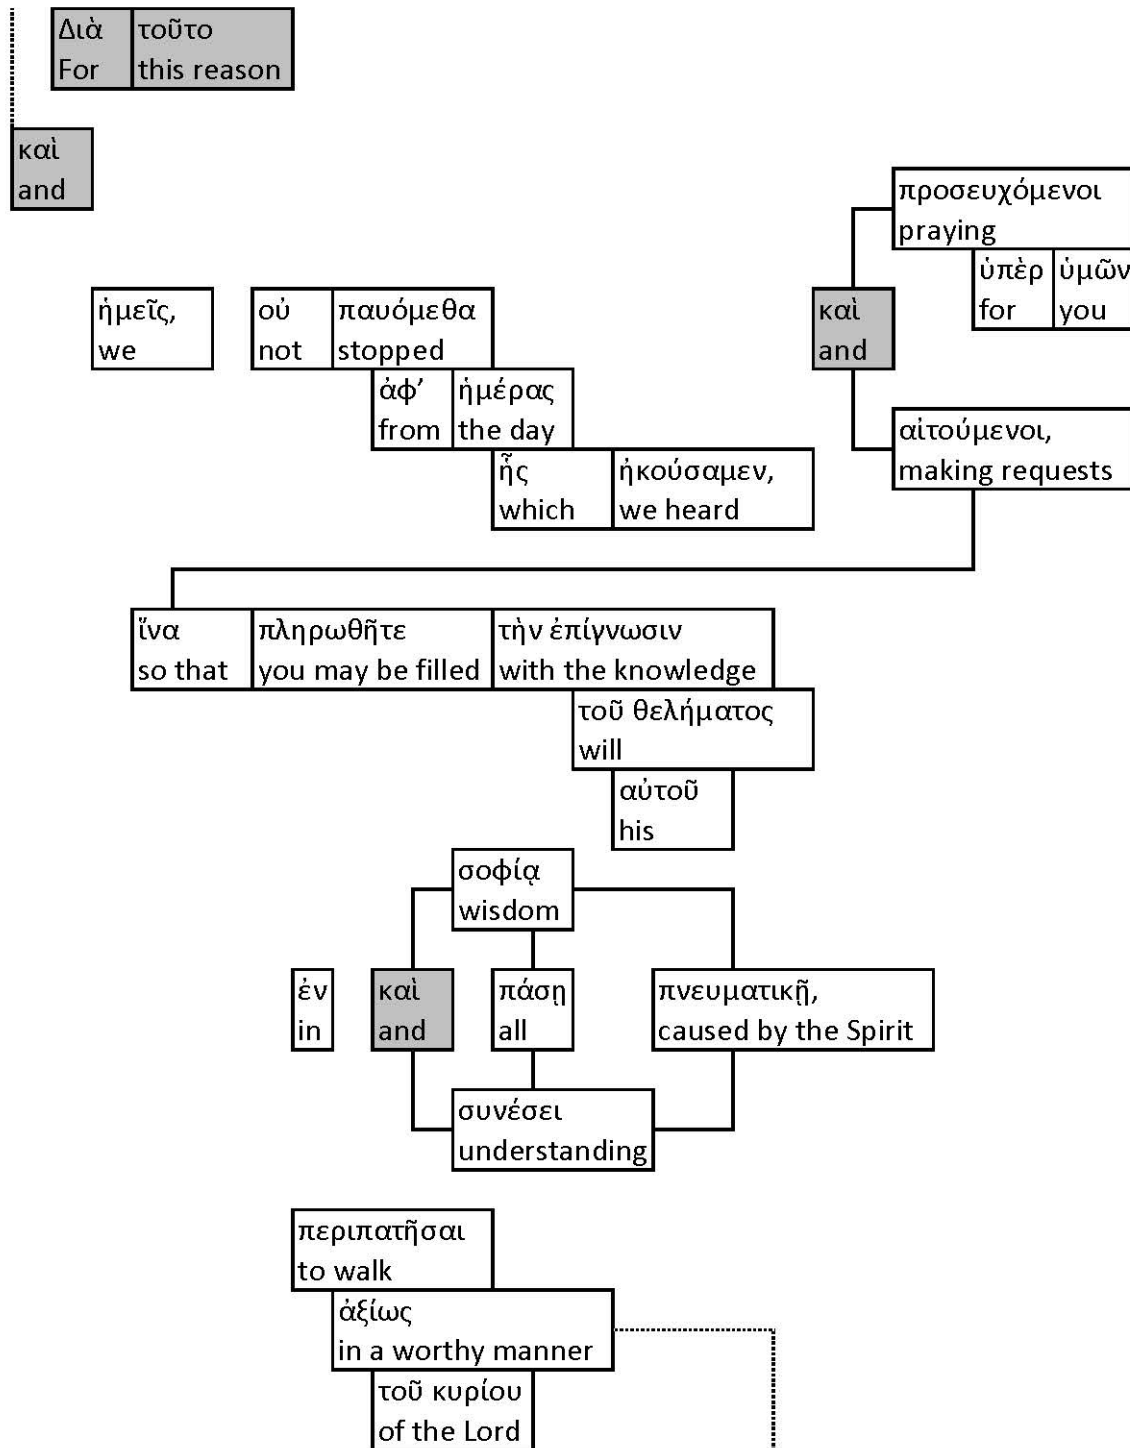 Διὰ τοῦτο
For this reason
καὶ
and
προσευχόμενοι
praying
ὑπὲρ ὑμῶν
for you
ἡμεῖς, οὐ παυόμεθα
we not stopped
καὶ
and
ἀφ’ ἡμέρας
from the day
αἰτούμενοι,
making requests
ἧς ἠκούσαμεν,
which we heard
ἵνα πληρωθῆτε τὴν ἐπίγνωσιν
so that you may be filled with the knowledge
τοῦ θελήματος
will
αὐτοῦ
his
σοφίᾳ
wisdom
ἐν καὶ πάσῃ πνευματικῇ,
in and all caused by the Spirit
συνέσει
understanding
περιπατῆσαι
to walk
ἀξίως
in a worthy manner
τοῦ κυρίου
of the Lord